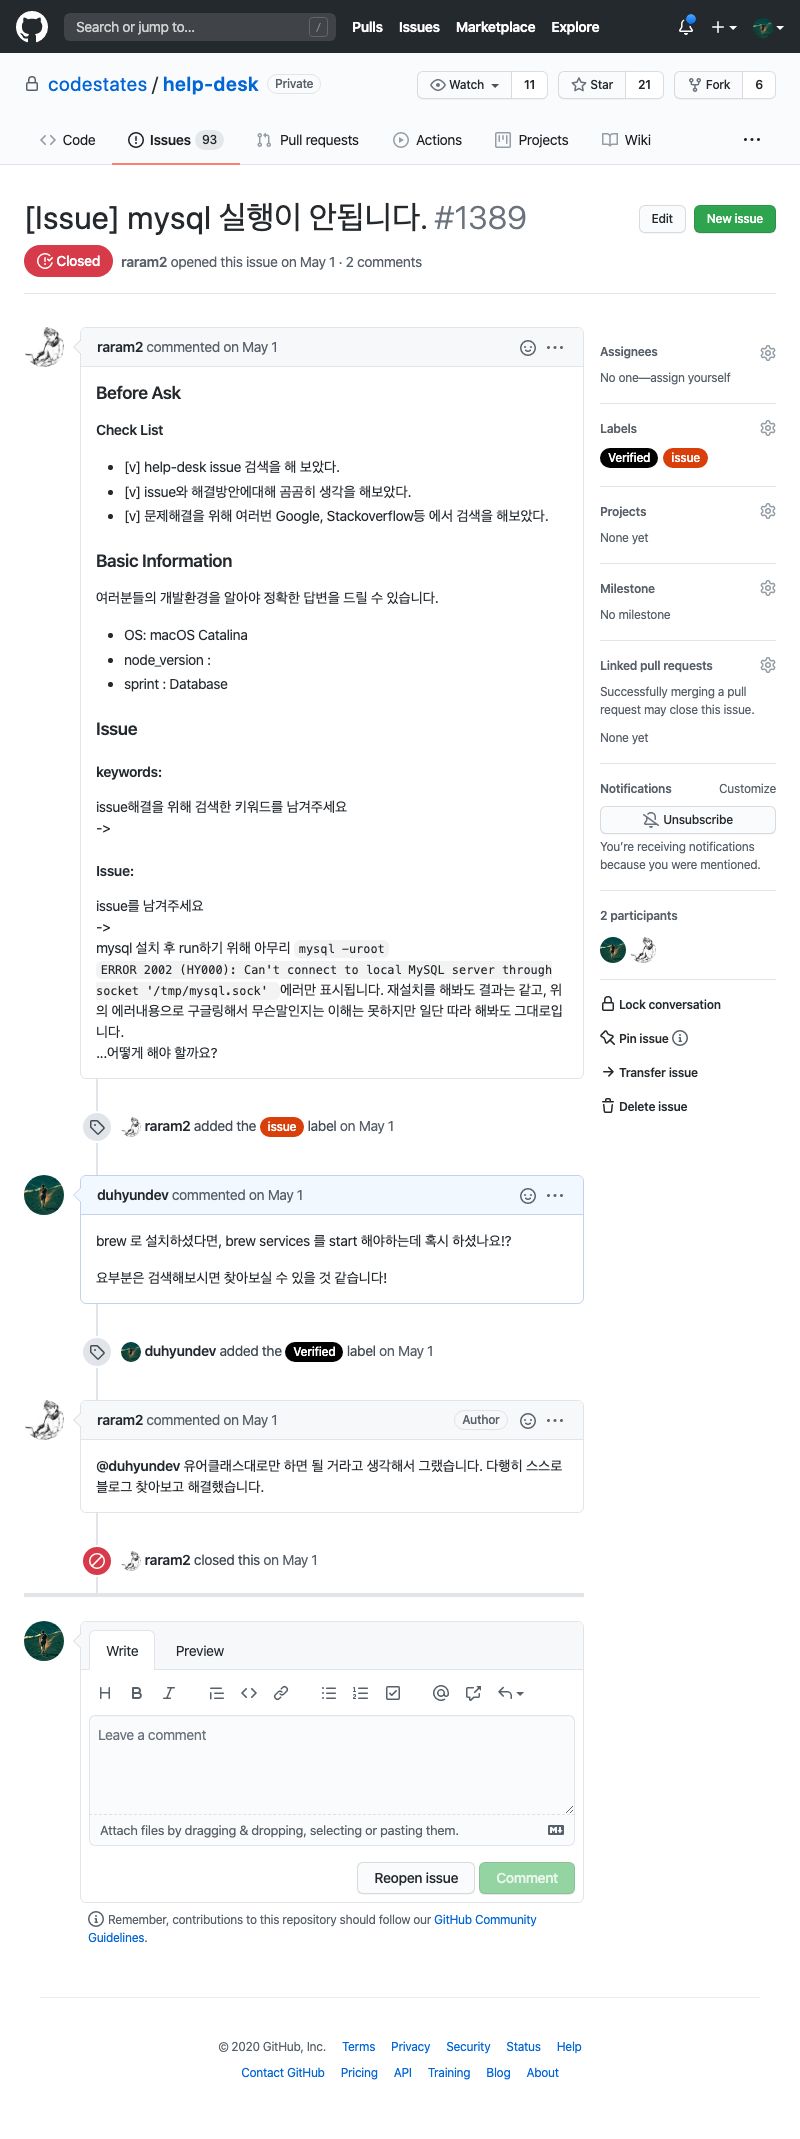 Search or jump to...
/
Pulls
Issues
Marketplace
Explore
codestates / help-desk
Private
Watch
11
Star
21
Fork
6
Code
Issues 93
Pull requests
Actions
Projects
Wiki
[Issue] mysql 실행이 안됩니다. #1389
Edit
New issue
Closed
raram2 opened this issue on May 1 · 2 comments
raram2 commented on May 1
Before Ask
Check List
[v] help-desk issue 검색을 해 보았다.
[v] issue와 해결방안에대해 곰곰히 생각을 해보았다.
[v] 문제해결을 위해 여러번 Google, Stackoverflow등 에서 검색을 해보았다.
Basic Information
여러분들의 개발환경을 알아야 정확한 답변을 드릴 수 있습니다.
OS: macOS Catalina
node_version :
sprint : Database
Issue
keywords:
issue해결을 위해 검색한 키워드를 남겨주세요
->
Issue:
issue를 남겨주세요
->
mysql 설치 후 run하기 위해 아무리 mysql -uroot
ERROR 2002 (HY000): Can't connect to local MySQL server through
socket '/tmp/mysql.sock' 에러만 표시됩니다. 재설치를 해봐도 결과는 같고, 위
의 에러내용으로 구글링해서 무슨말인지는 이해는 못하지만 일단 따라 해봐도 그대로입
니다.
...어떻게 해야 할까요?
raram2 added the issue label on May 1
duhyundev commented on May 1
brew 로 설치하셨다면, brew services 를 start 해야하는데 혹시 하셨나요!?
요부분은 검색해보시면 찾아보실 수 있을 것 같습니다!
duhyundev added the Verified label on May 1
raram2 commented on May 1
Author
@duhyundev 유어클래스대로만 하면 될 거라고 생각해서 그랬습니다. 다행히 스스로
블로그 찾아보고 해결했습니다.
raram2 closed this on May 1
Write
Preview
H B I
Leave a comment
Attach files by dragging & dropping, selecting or pasting them.
Reopen issue
Comment
Remember, contributions to this repository should follow our GitHub Community
Guidelines.
Assignees
No one—assign yourself
Labels
Verified issue
Projects
None yet
Milestone
No milestone
Linked pull requests
Successfully merging a pull
request may close this issue.
None yet
Notifications
Customize
Unsubscribe
You're receiving notifications
because you were mentioned.
2 participants
Lock conversation
Pin issue
Transfer issue
Delete issue
© 2020 GitHub, Inc.
Terms
Privacy
Security
Status
Help
Contact GitHub
Pricing
API
Training
Blog
About